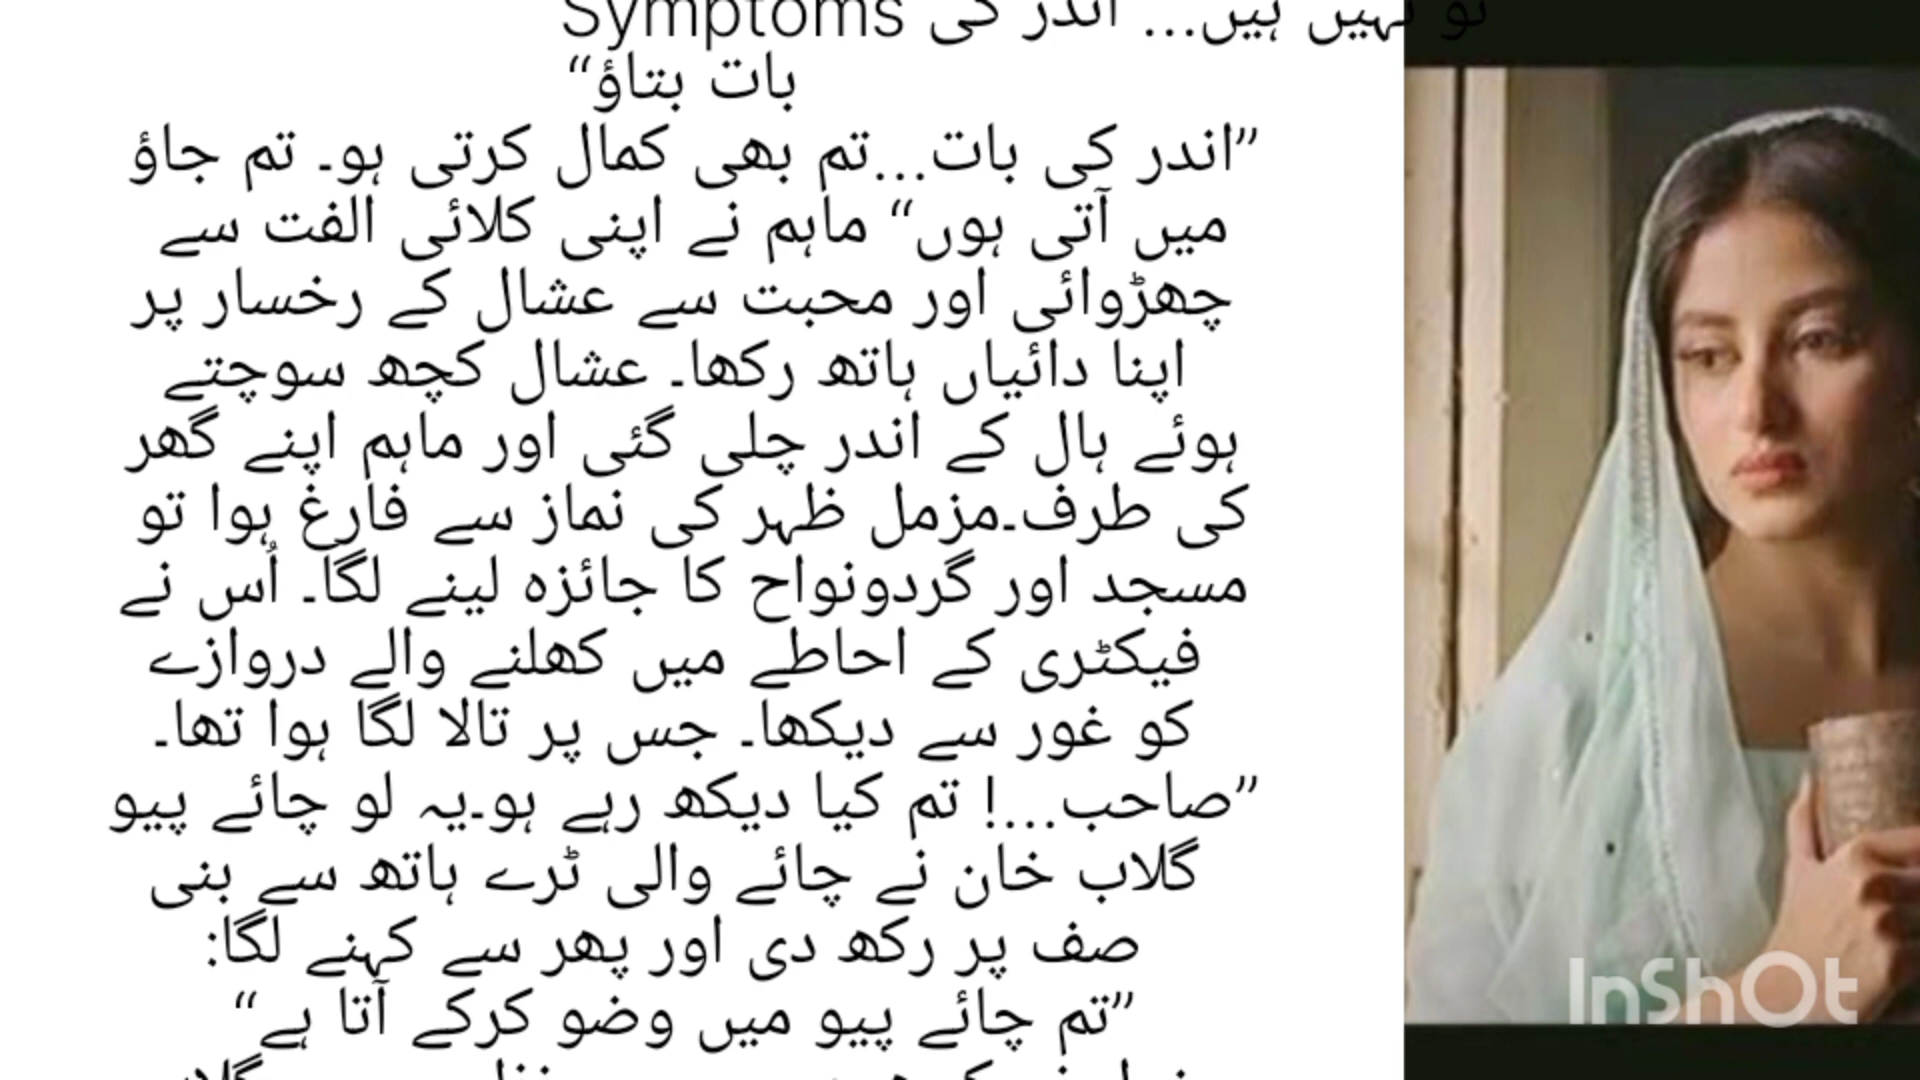 Symptoms تو نہیں ہیں... اندر کی
بات بتاؤ“
”اندر کی بات...تم بھی کمال کرتی ہو۔ تم جاؤ
میں آتی ہوں“ ماہم نے اپنی کلائی الفت سے
چھڑوائی اور محبت سے عشال کے رخسار پر
اپنا دائیاں ہاتھ رکھا۔ عشال کچھ سوچتے
ہوئے ہال کے اندر چلی گئی اور ماہم اپنے گھر
کی طرف۔مزمل ظہر کی نماز سے فارغ ہوا تو
مسجد اور گردونواح کا جائزہ لینے لگا۔ اُس نے
فیکٹری کے احاطے میں کھلنے والے دروازے
کو غور سے دیکھا۔ جس پر تالا لگا ہوا تھا۔
”صاحب...! تم کیا دیکھ رہے ہو۔یہ لو چائے پیو
گلاب خان نے چائے والی ٹرے ہاتھ سے بنی
صف پر رکھ دی اور پھر سے کہنے لگا:
”تم چائے پیو میں وضو کرکے آتا ہے“
InShOt